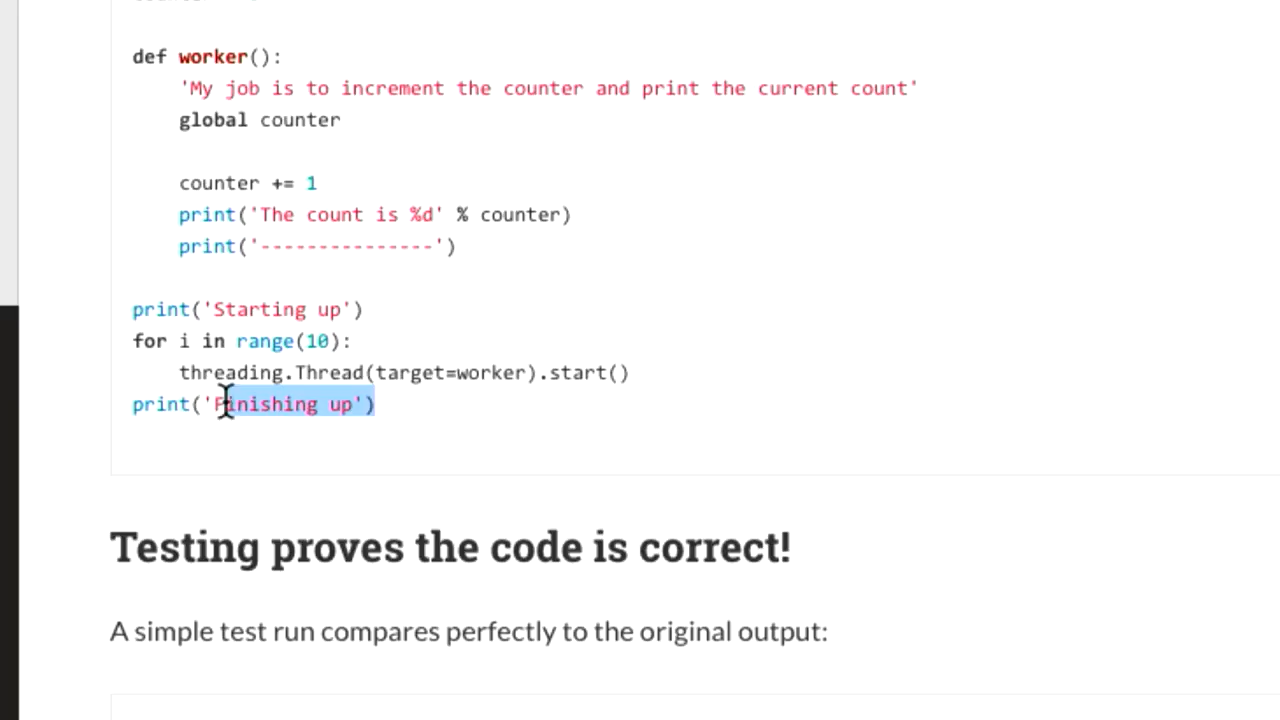 def worker():
    'My job is to increment the counter and print the current count'
    global counter
    counter += 1
    print('The count is %d' % counter)
    print('---------------')
print('Starting up')
for i in range(10):
    threading.Thread(target=worker).start()
print('Finishing up')
Testing proves the code is correct!
A simple test run compares perfectly to the original output: